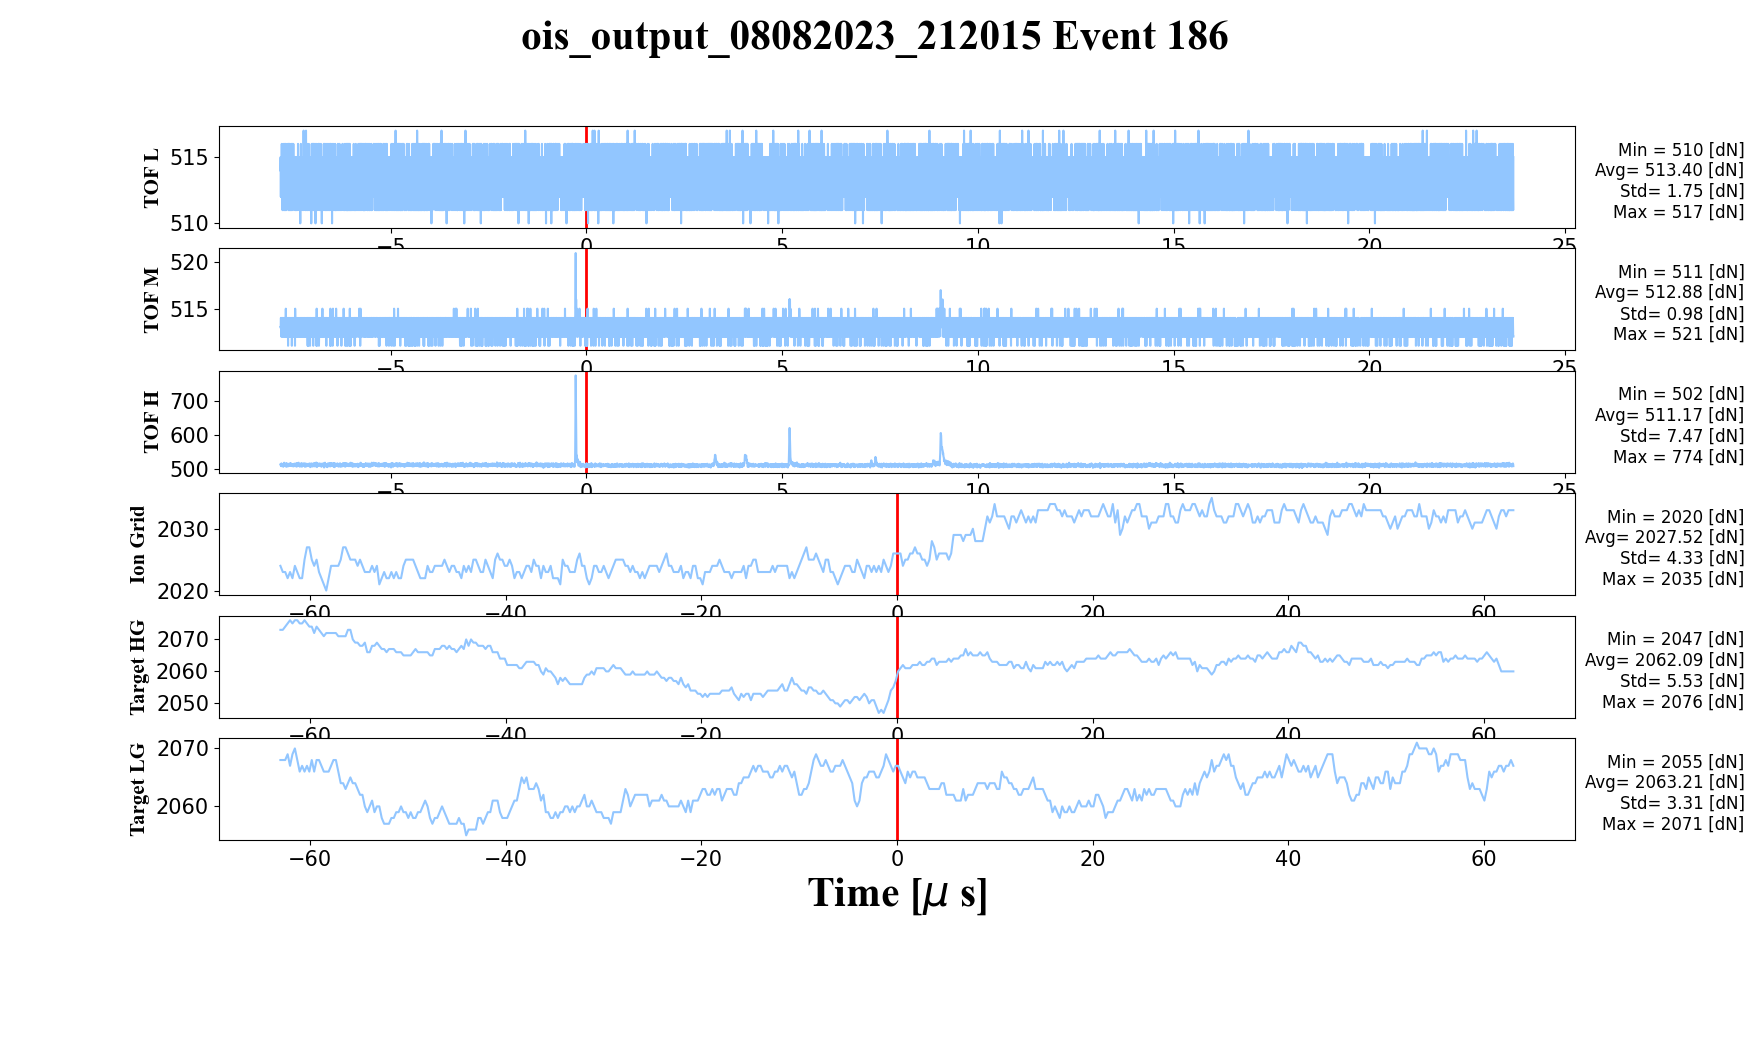 ois_output_08082023_212015 Event 186
TOF L
515
510
−5
0
5
10
15
20
25
Min = 510 [dN]
Avg= 513.40 [dN]
Std= 1.75 [dN]
Max = 517 [dN]
TOF M
520
515
−5
0
5
10
15
20
25
Min = 511 [dN]
Avg= 512.88 [dN]
Std= 0.98 [dN]
Max = 521 [dN]
TOF H
700
600
500
−5
0
5
10
15
20
25
Min = 502 [dN]
Avg= 511.17 [dN]
Std= 7.47 [dN]
Max = 774 [dN]
Ion Grid
2030
2020
−60
−40
−20
0
20
40
60
Min = 2020 [dN]
Avg= 2027.52 [dN]
Std= 4.33 [dN]
Max = 2035 [dN]
Target HG
2070
2060
2050
−60
−40
−20
0
20
40
60
Min = 2047 [dN]
Avg= 2062.09 [dN]
Std= 5.53 [dN]
Max = 2076 [dN]
Target LG
2070
2060
−60
−40
−20
0
20
40
60
Min = 2055 [dN]
Avg= 2063.21 [dN]
Std= 3.31 [dN]
Max = 2071 [dN]
Time [μ s]